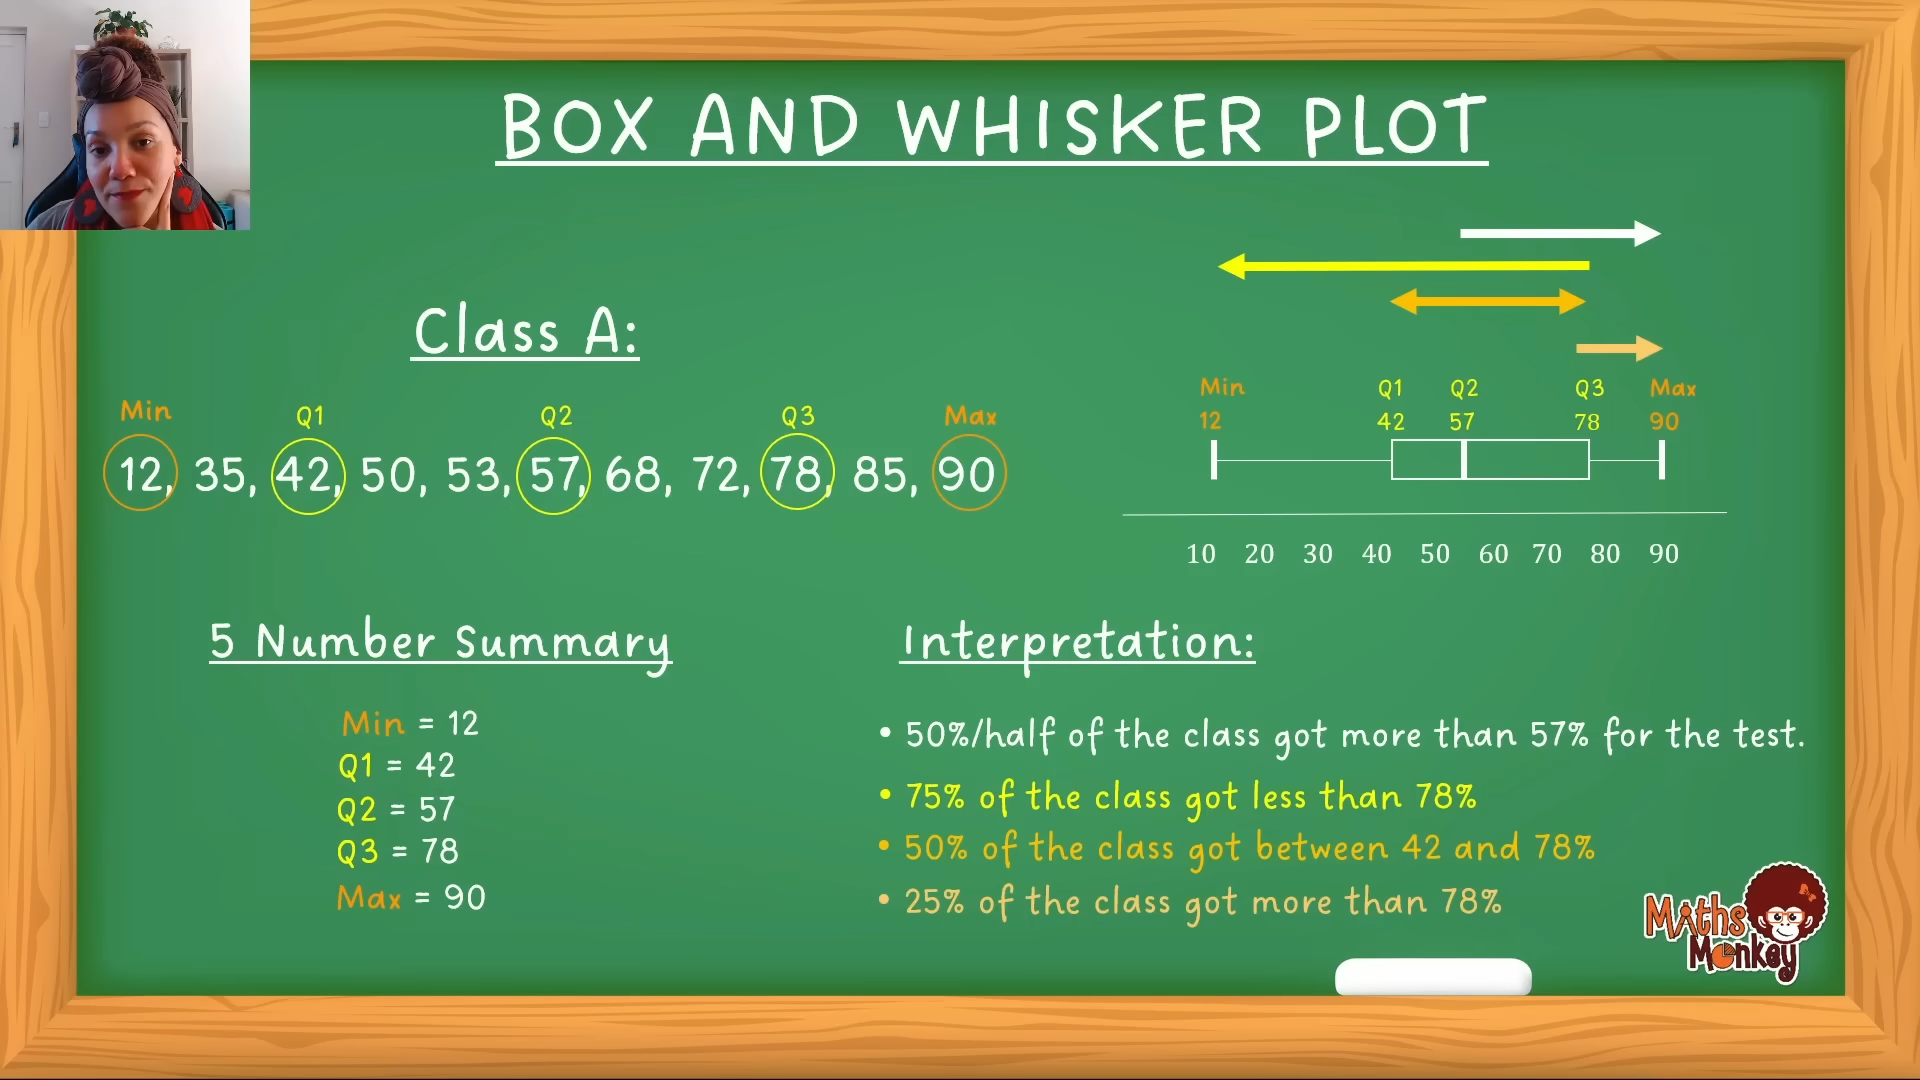 BOX AND WHISKER PLOT
Class A:
Min Q1 Q2 Q3 Max
12, 35, 42, 50, 53, 57, 68, 72, 78, 85, 90
Min Q1 Q2 Q3 Max
12 42 57 78 90
10 20 30 40 50 60 70 80 90
5 Number Summary
Min = 12
Q1 = 42
Q2 = 57
Q3 = 78
Max = 90
Interpretation:
• 50%/half of the class got more than 57% for the test.
• 75% of the class got less than 78%
• 50% of the class got between 42 and 78%
• 25% of the class got more than 78%
Maths
Monkey